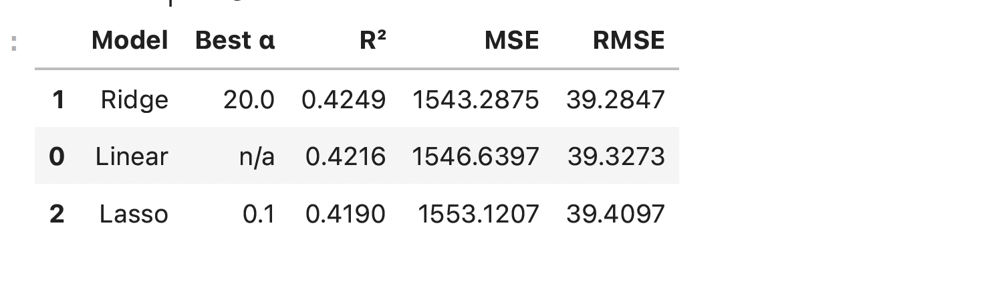 : Model Best α R² MSE RMSE
1 Ridge 20.0 0.4249 1543.2875 39.2847
0 Linear n/a 0.4216 1546.6397 39.3273
2 Lasso 0.1 0.4190 1553.1207 39.4097